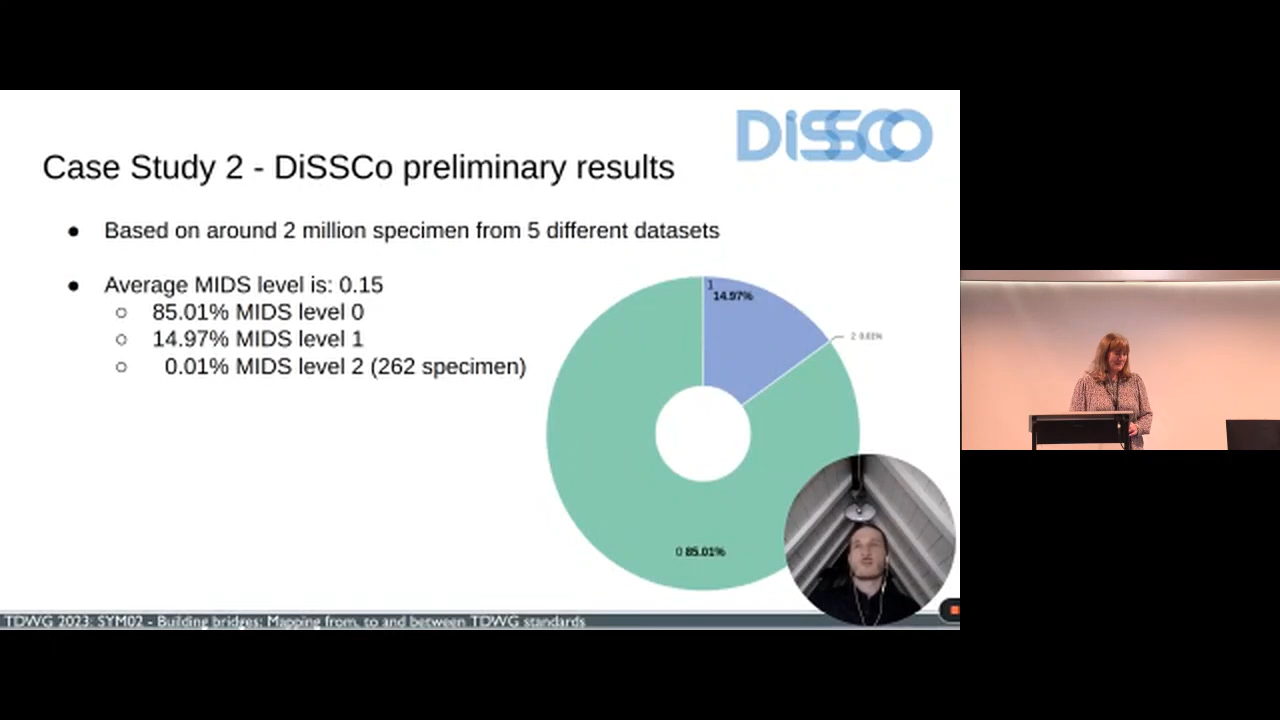 DiSSCo
Case Study 2 - DiSSCo preliminary results
● Based on around 2 million specimen from 5 different datasets
● Average MIDS level is: 0.15
○ 85.01% MIDS level 0
○ 14.97% MIDS level 1
○ 0.01% MIDS level 2 (262 specimen)
1
14.97%
2 0.01%
0 85.01%
TDWG 2023: SYM02 - Building bridges: Mapping from, to and between TDWG standards